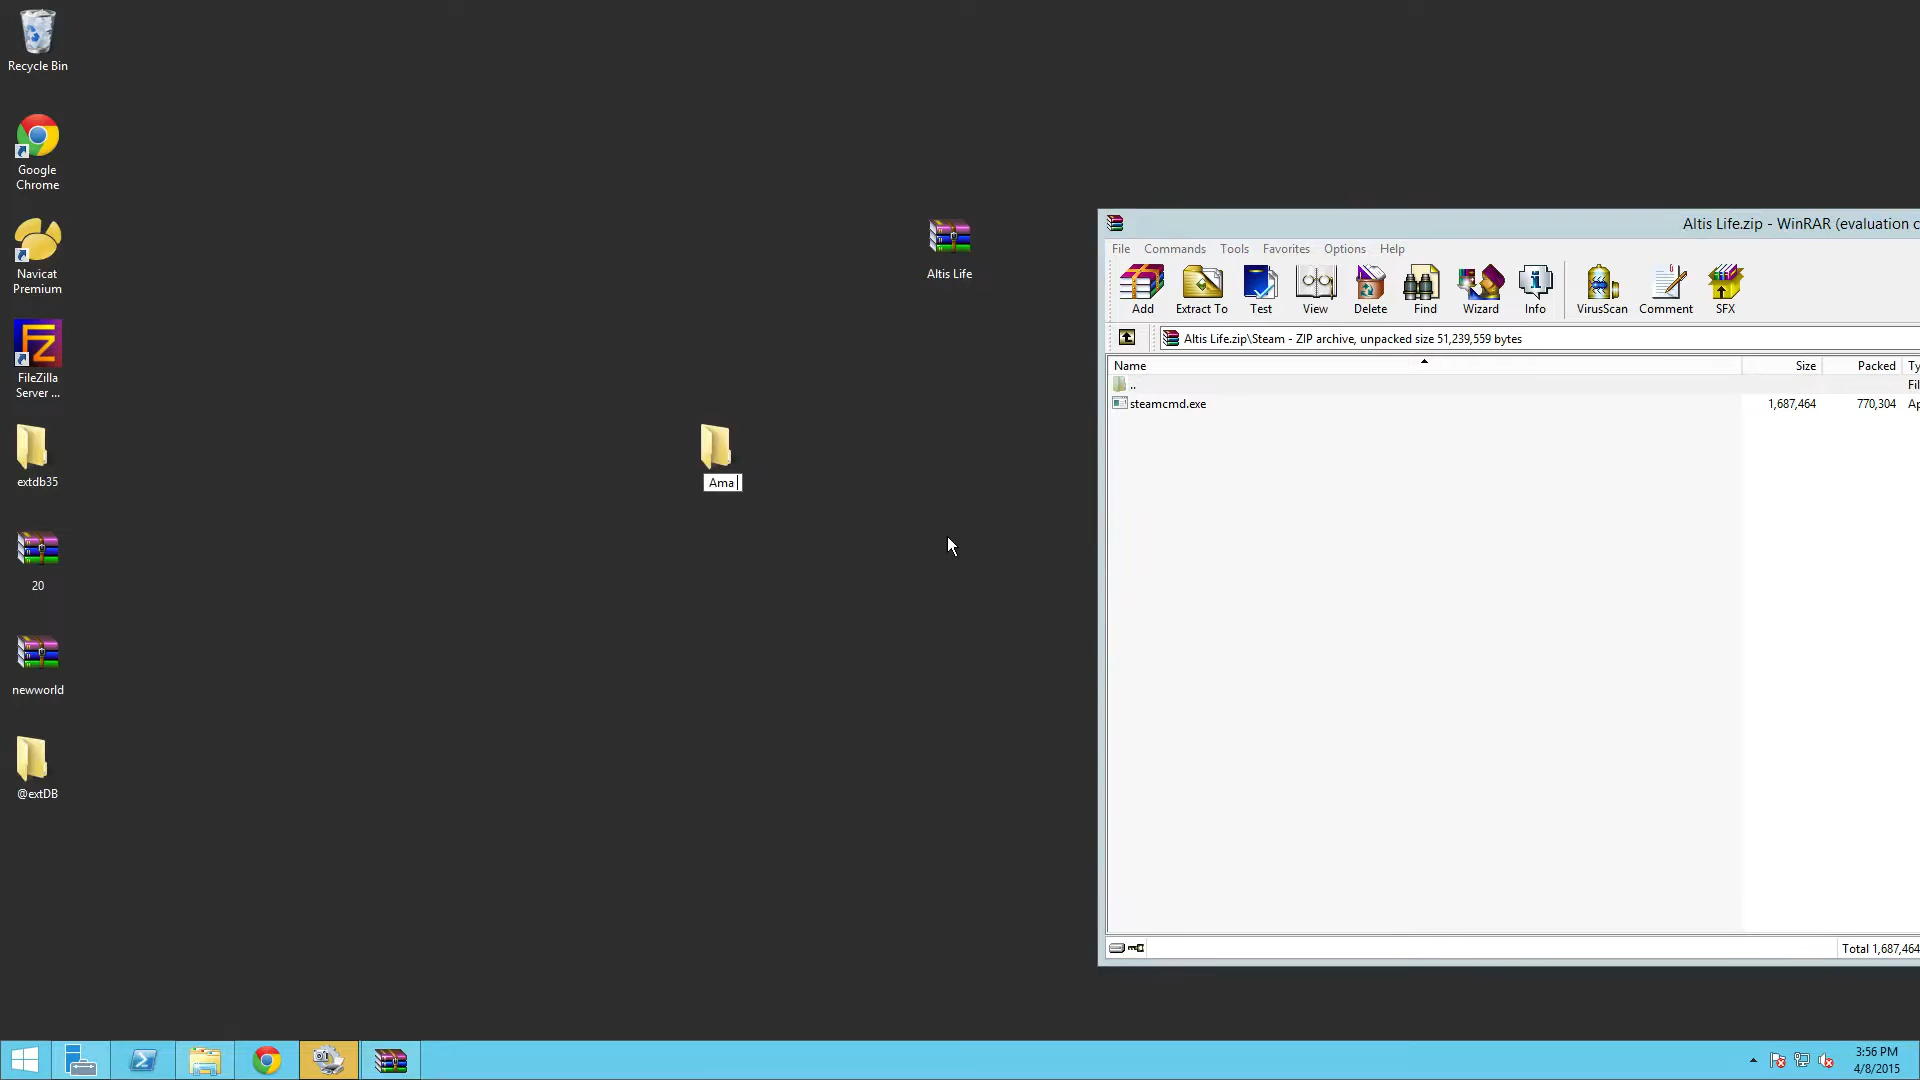 Recycle Bin
Google
Chrome
Navicat
Premium
FileZilla
Server ...
extdb35
20
newworld
@extDB
Altis Life
Ama
Altis Life.zip - WinRAR (evaluation c
File Commands Tools Favorites Options Help
Add Extract To Test View Delete Find Wizard Info VirusScan Comment SFX
Altis Life.zip\Steam - ZIP archive, unpacked size 51,239,559 bytes
Name Size Packed Ty
.. Fil
steamcmd.exe 1,687,464 770,304 Ap
Total 1,687,464
3:56 PM
4/8/2015